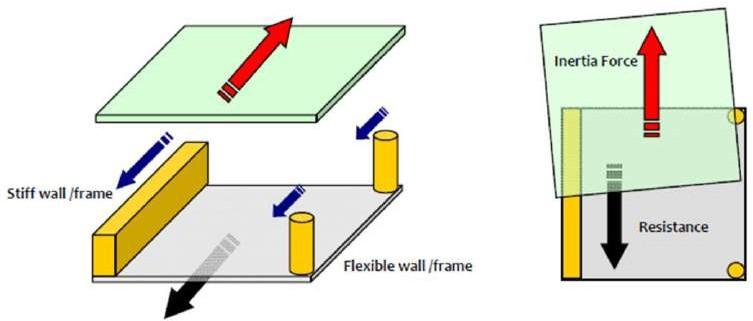 Inertia Force
Stiff wall /frame
Resistance
Flexible wall /frame